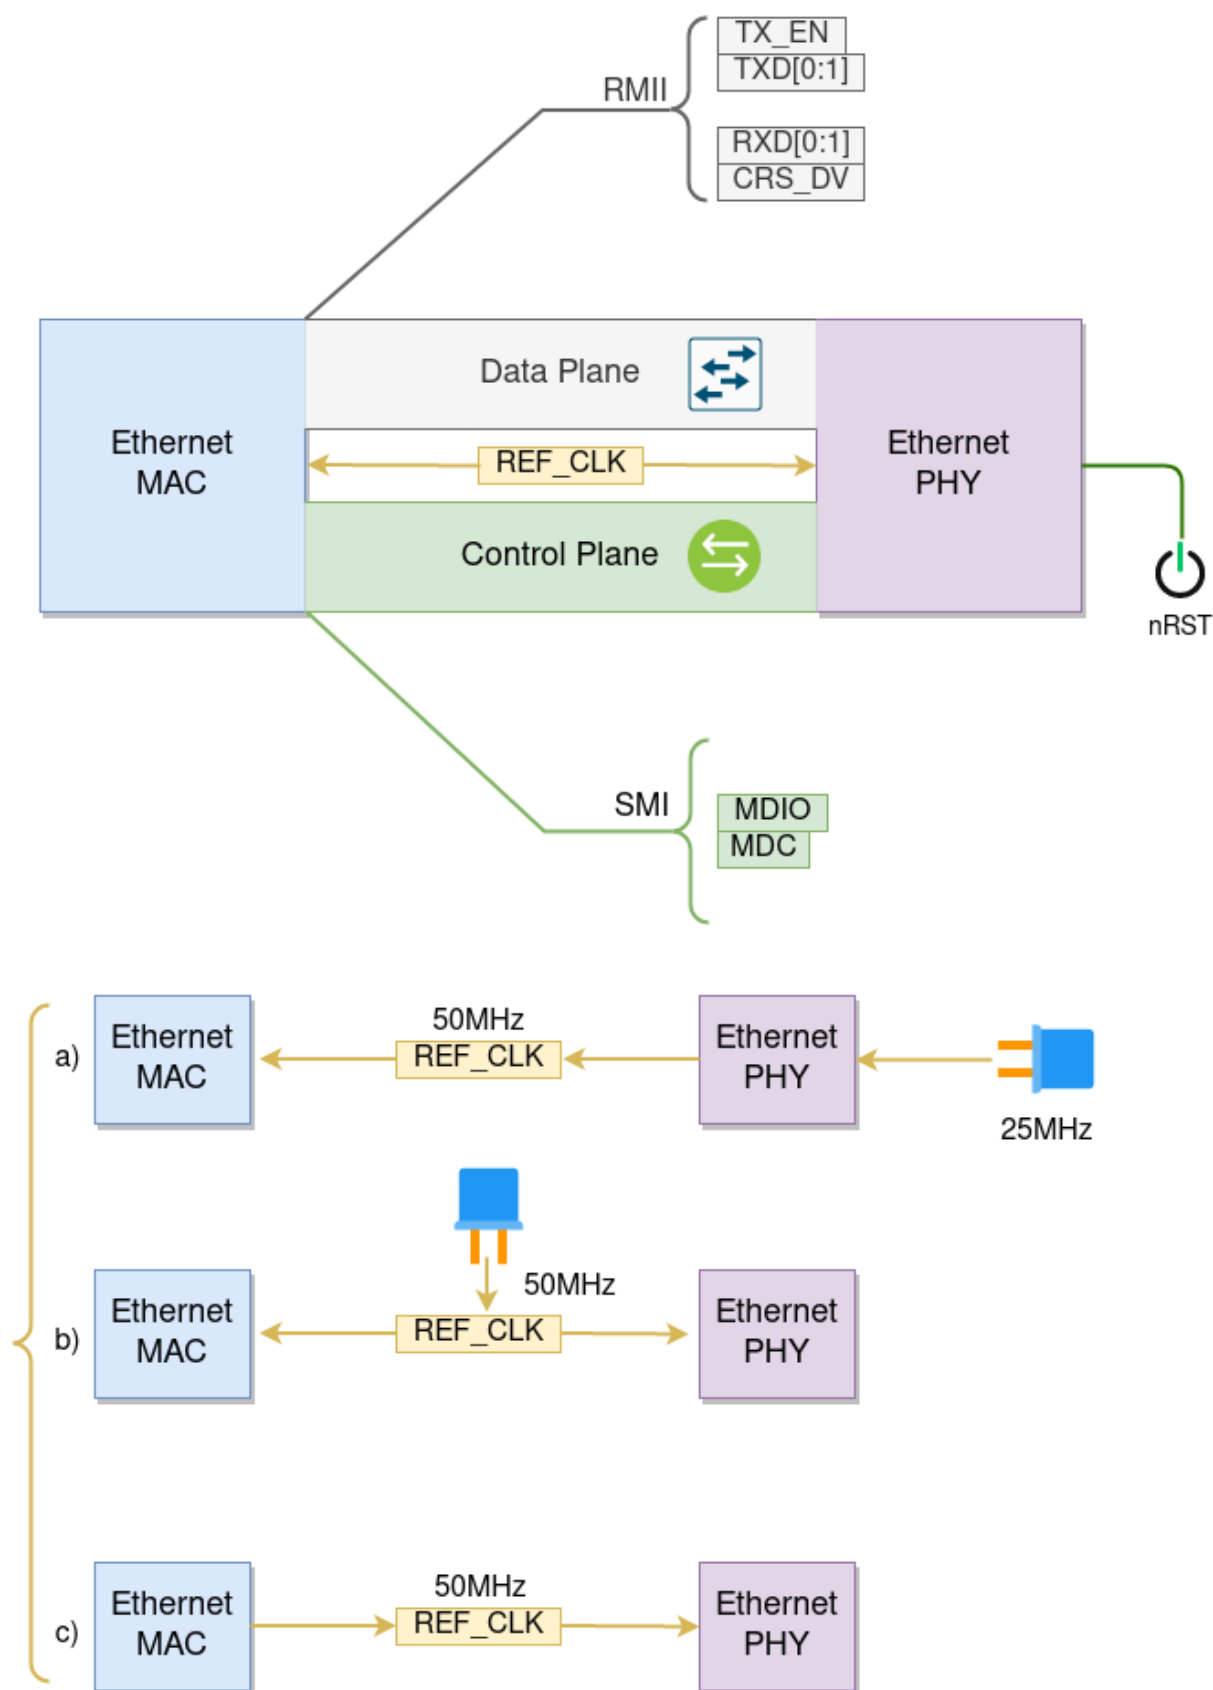 TX_EN
TXD[0:1]
RMII
RXD[0:1]
CRS_DV
Data Plane
Ethernet
MAC
REF_CLK
Ethernet
PHY
Control Plane
nRST
SMI
MDIO
MDC
a)
Ethernet
MAC
50MHz
REF_CLK
Ethernet
PHY
25MHz
b)
Ethernet
MAC
50MHz
REF_CLK
Ethernet
PHY
c)
Ethernet
MAC
50MHz
REF_CLK
Ethernet
PHY